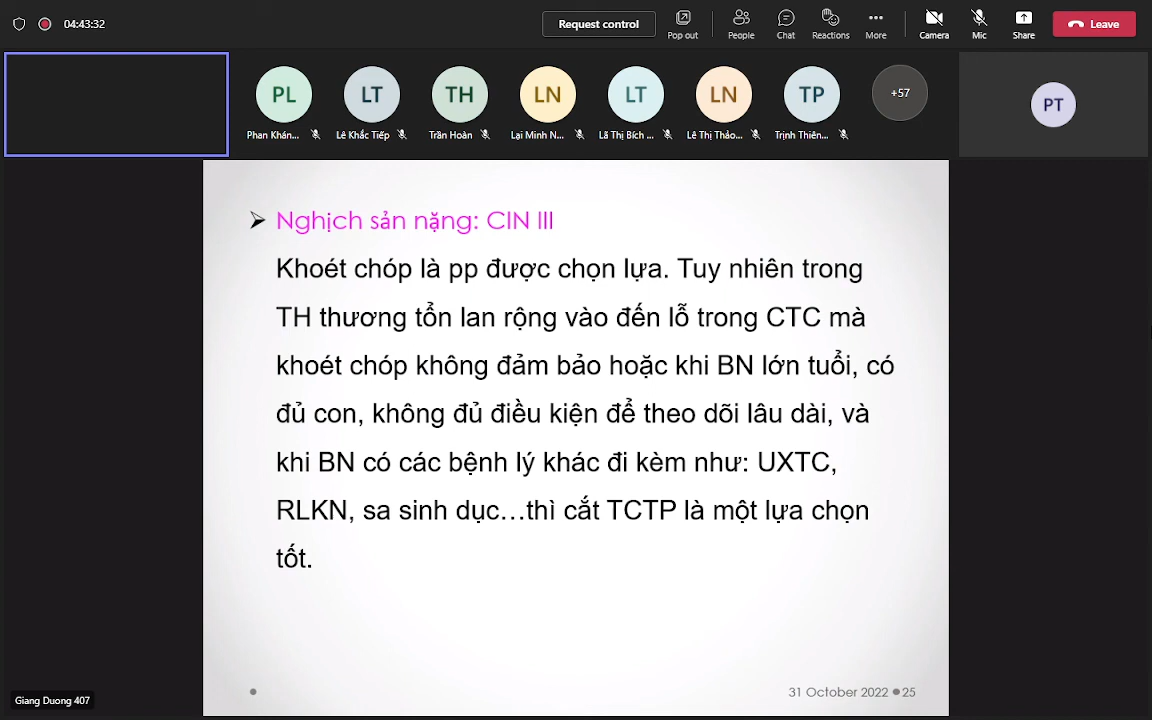 04:43:32
Request control
Pop out
People
Chat
Reactions
More
Camera
Mic
Share
Leave
PL
LT
TH
LN
LT
LN
TP
+57
PT
Phan Khán...
Lê Khắc Tiếp
Trần Hoàn
Lại Minh N...
Lã Thị Bích ...
Lê Thị Thảo...
Trịnh Thiên...
➢ Nghịch sản nặng: CIN III
Khoét chóp là pp được chọn lựa. Tuy nhiên trong
TH thương tổn lan rộng vào đến lỗ trong CTC mà
khoét chóp không đảm bảo hoặc khi BN lớn tuổi, có
đủ con, không đủ điều kiện để theo dõi lâu dài, và
khi BN có các bệnh lý khác đi kèm như: UXTC,
RLKN, sa sinh dục...thì cắt TCTP là một lựa chọn
tốt.
31 October 2022 ●25
Giang Duong 407